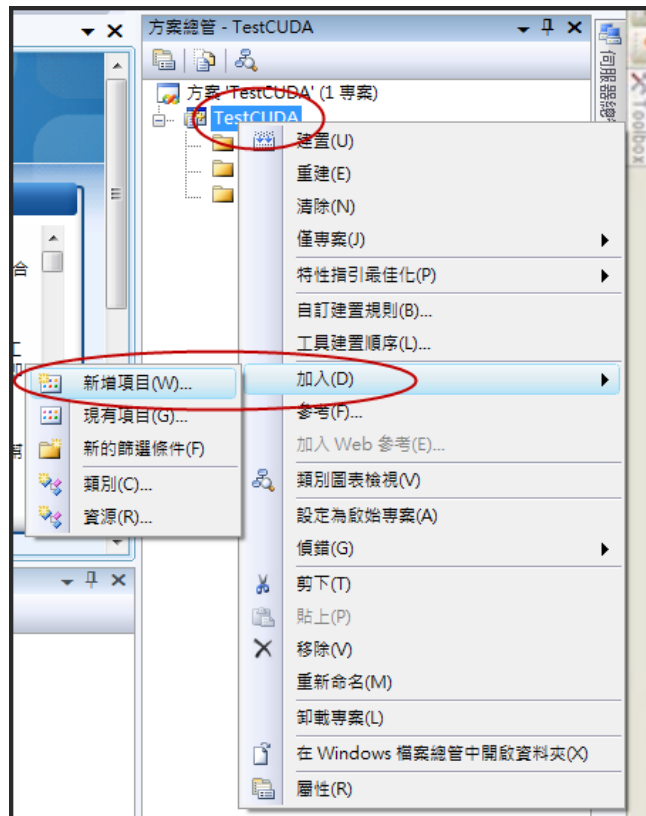 方案總管 - TestCUDA
方案 'TestCUDA' (1 專案)
TestCUDA
建置(U)
重建(E)
清除(N)
僅專案(J)
特性指引最佳化(P)
自訂建置規則(B)...
工具建置順序(L)...
加入(D)
參考(F)...
加入 Web 參考(E)...
類別圖表檢視(V)
設定為啟始專案(A)
偵錯(G)
剪下(T)
貼上(P)
移除(V)
重新命名(M)
卸載專案(L)
在 Windows 檔案總管中開啟資料夾(X)
屬性(R)
新增項目(W)...
現有項目(G)...
新的篩選條件(F)
類別(C)...
資源(R)...
合
伺服器總
Toolbox